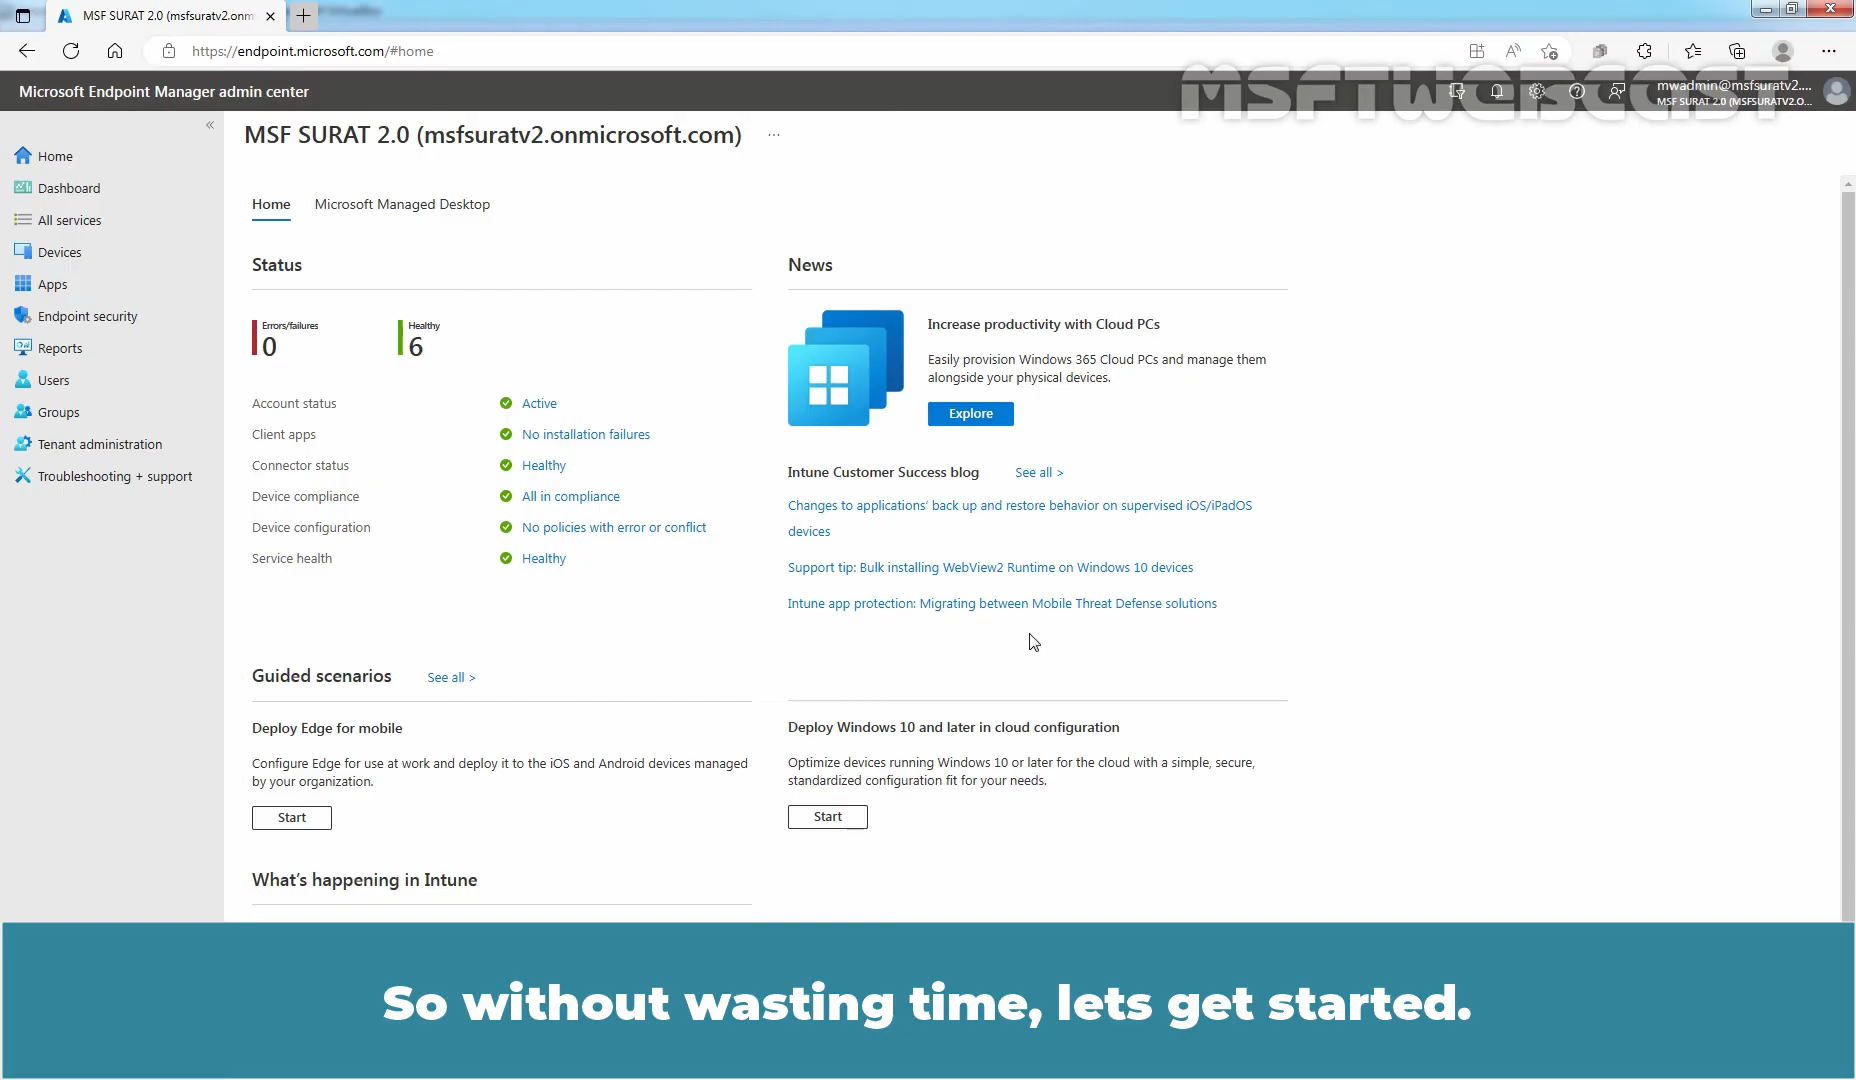 MSF SURAT 2.0 (msfsuratv2.onm
https://endpoint.microsoft.com/#home
MSFTWEBCAST
Microsoft Endpoint Manager admin center
mwadmin@msfsuratv2....
MSF SURAT 2.0 (MSFSURATV2.O...
MSF SURAT 2.0 (msfsuratv2.onmicrosoft.com)
Home
Dashboard
All services
Devices
Apps
Endpoint security
Reports
Users
Groups
Tenant administration
Troubleshooting + support
Home
Microsoft Managed Desktop
Status
Errors/failures
0
Healthy
6
Account status
Active
Client apps
No installation failures
Connector status
Healthy
Device compliance
All in compliance
Device configuration
No policies with error or conflict
Service health
Healthy
News
Increase productivity with Cloud PCs
Easily provision Windows 365 Cloud PCs and manage them
alongside your physical devices.
Explore
Intune Customer Success blog
See all >
Changes to applications' back up and restore behavior on supervised iOS/iPadOS
devices
Support tip: Bulk installing WebView2 Runtime on Windows 10 devices
Intune app protection: Migrating between Mobile Threat Defense solutions
Guided scenarios
See all >
Deploy Edge for mobile
Configure Edge for use at work and deploy it to the iOS and Android devices managed
by your organization.
Start
Deploy Windows 10 and later in cloud configuration
Optimize devices running Windows 10 or later for the cloud with a simple, secure,
standardized configuration fit for your needs.
Start
What's happening in Intune
So without wasting time, lets get started.